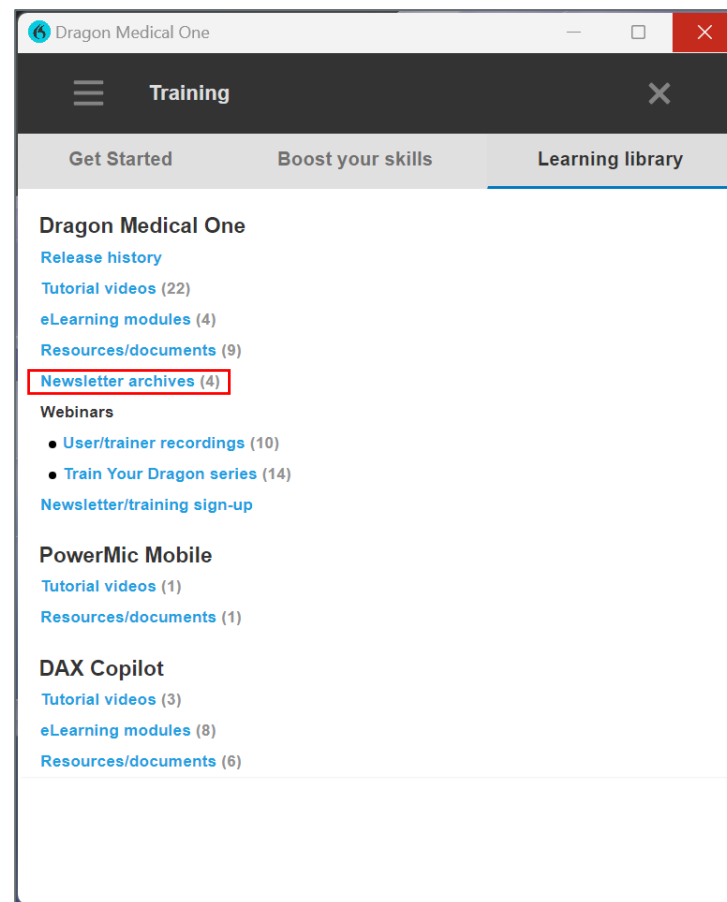 Dragon Medical One
Training
Get Started Boost your skills Learning library
Dragon Medical One
Release history
Tutorial videos (22)
eLearning modules (4)
Resources/documents (9)
Newsletter archives (4)
Webinars
• User/trainer recordings (10)
• Train Your Dragon series (14)
Newsletter/training sign-up
PowerMic Mobile
Tutorial videos (1)
Resources/documents (1)
DAX Copilot
Tutorial videos (3)
eLearning modules (8)
Resources/documents (6)